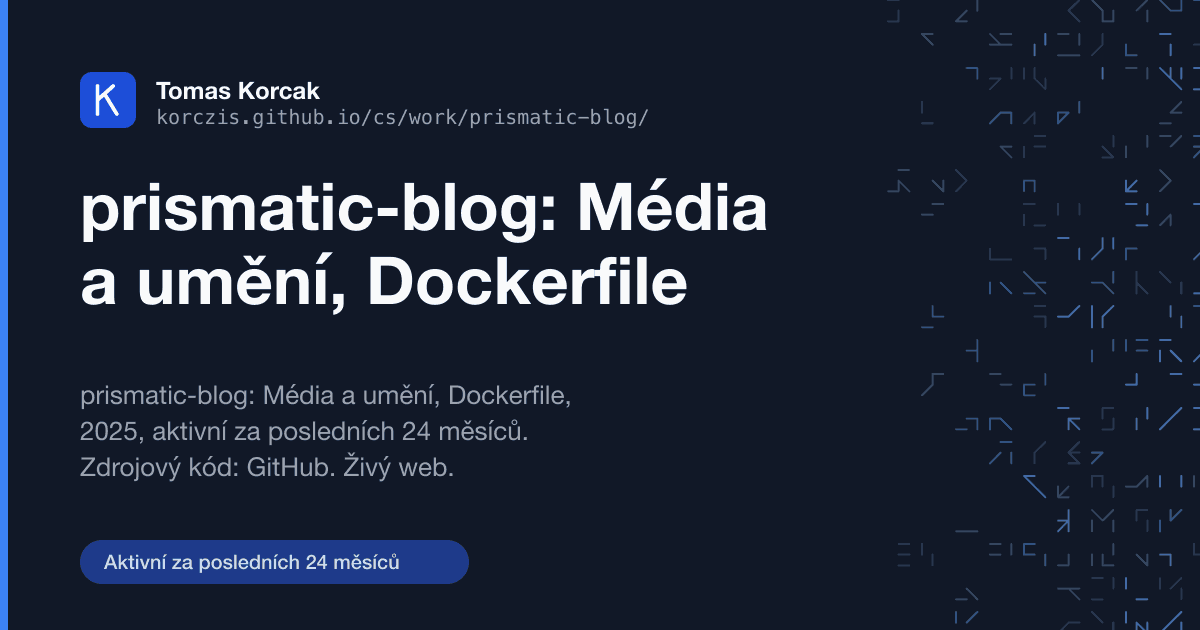 K
Tomas Korcak
korczis.github.io/cs/work/prismatic-blog/
prismatic-blog: Média
a umění, Dockerfile
prismatic-blog: Média a umění, Dockerfile,
2025, aktivní za posledních 24 měsíců.
Zdrojový kód: GitHub. Živý web.
Aktivní za posledních 24 měsíců